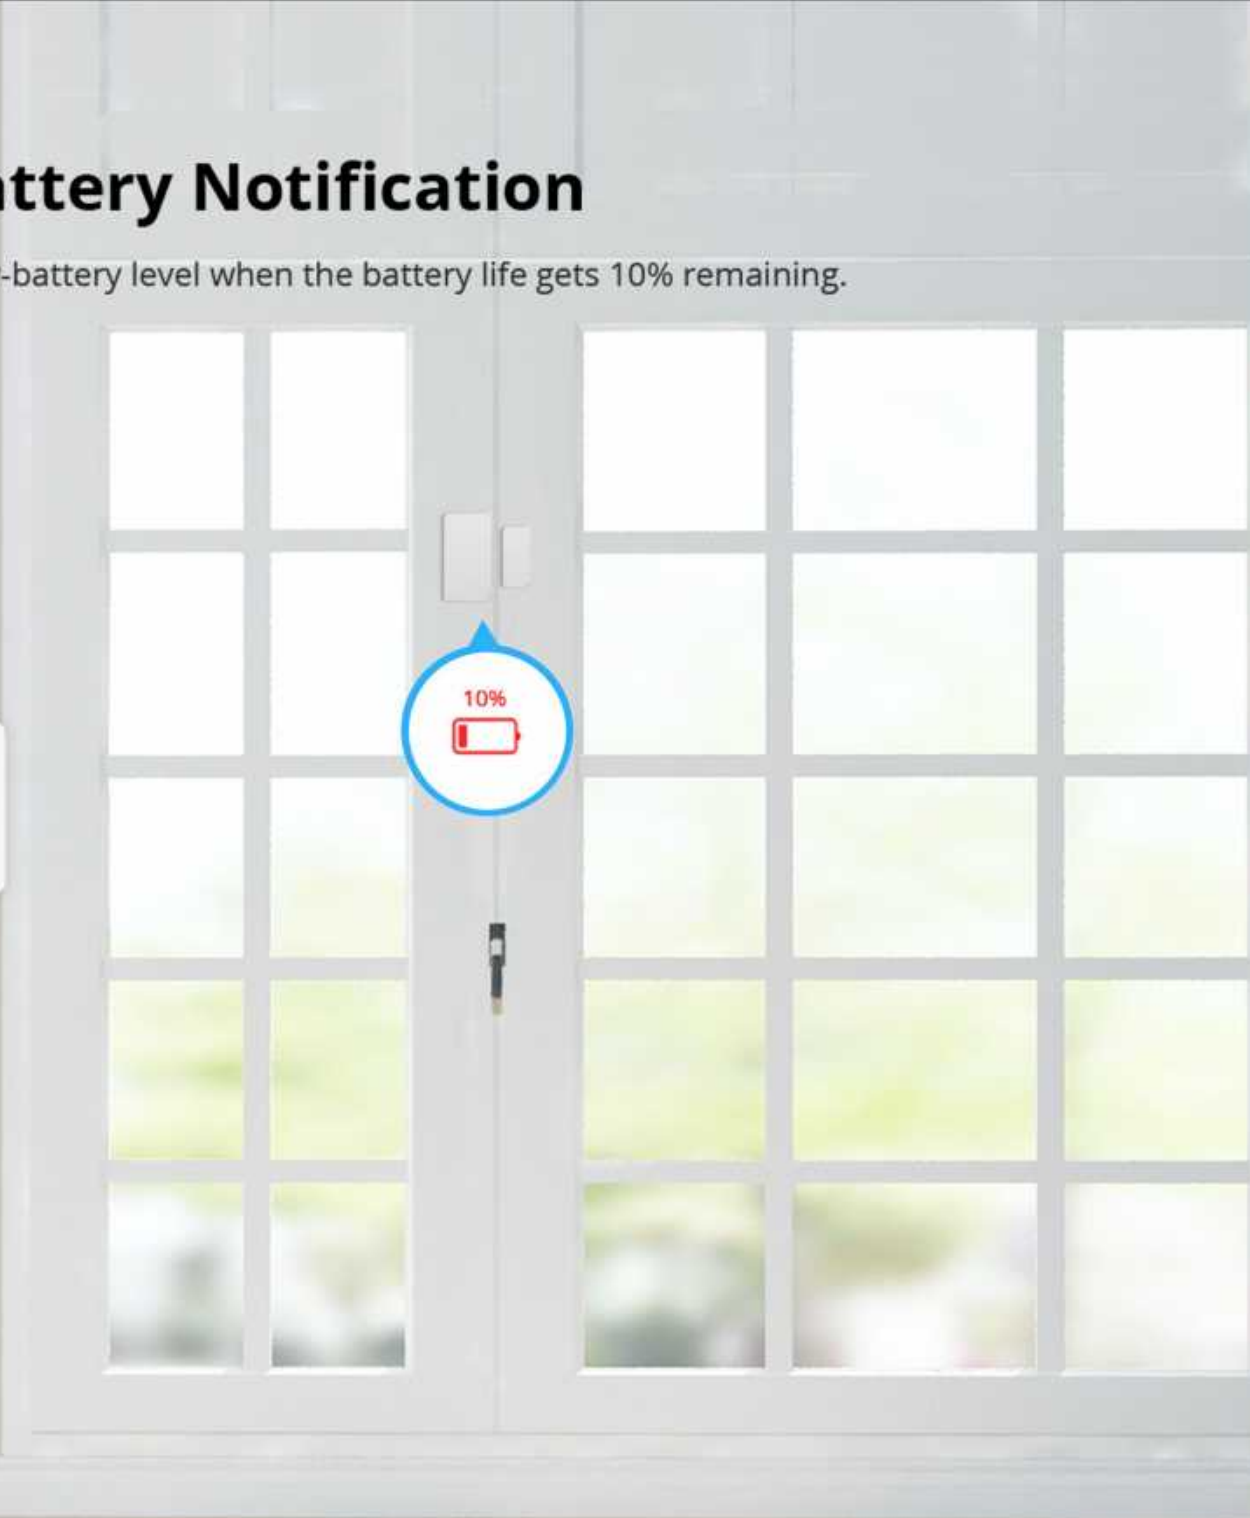 ttery Notification
-battery level when the battery life gets 10% remaining.
10%